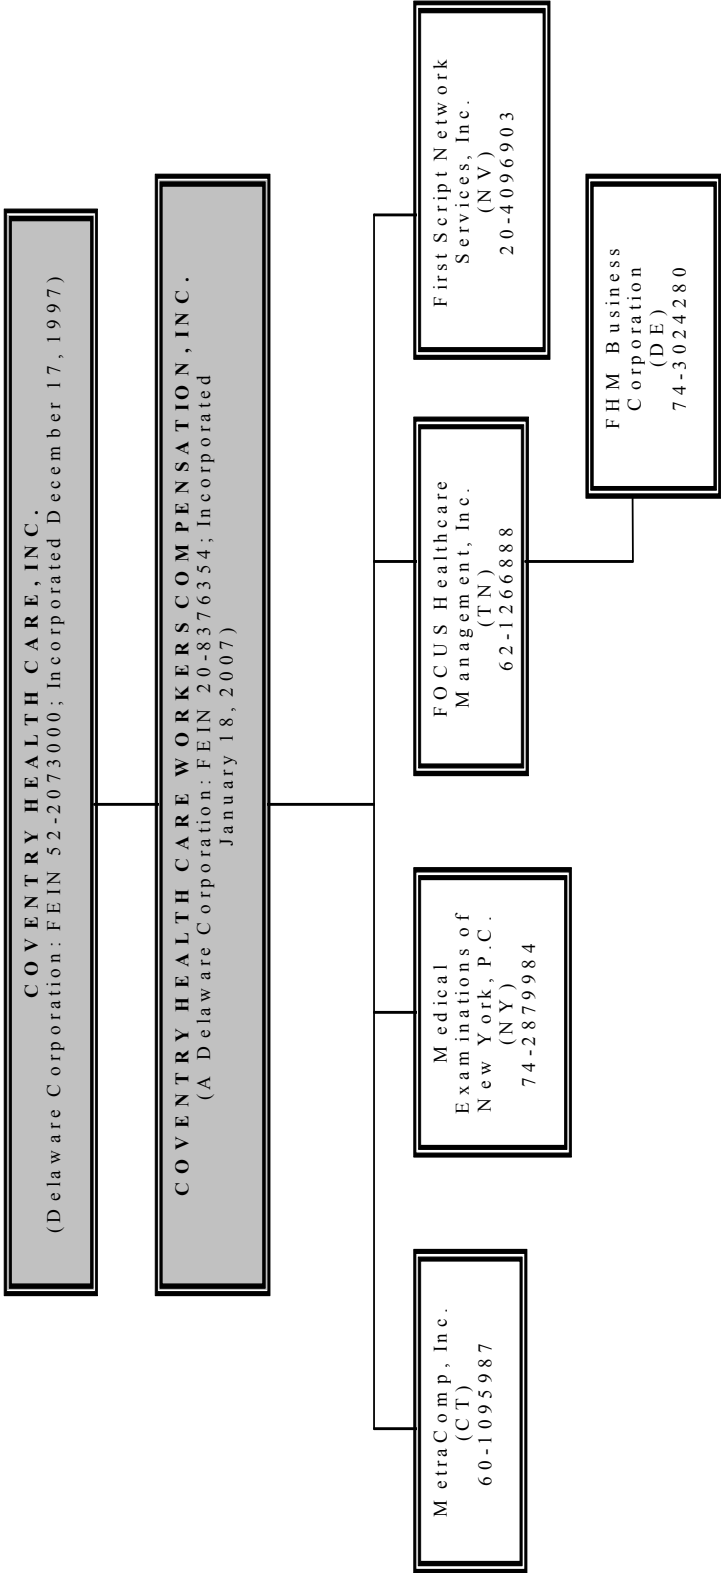 COVENTRY HEALTH CARE, INC.
(Delaware Corporation: FEIN 52-2073000; Incorporated December 17, 1997)
COVENTRY HEALTH CARE WORKERS COMPENSATION, INC.
(A Delaware Corporation: FEIN 20-8376354; Incorporated
January 18, 2007)
MetraComp, Inc.
(CT)
60-1095987
Medical
Examinations of
New York, P.C.
(NY)
74-2879984
FOCUS Healthcare
Management, Inc.
(TN)
62-1266888
First Script Network
Services, Inc.
(NV)
20-4096903
FHM Business
Corporation
(DE)
74-3024280